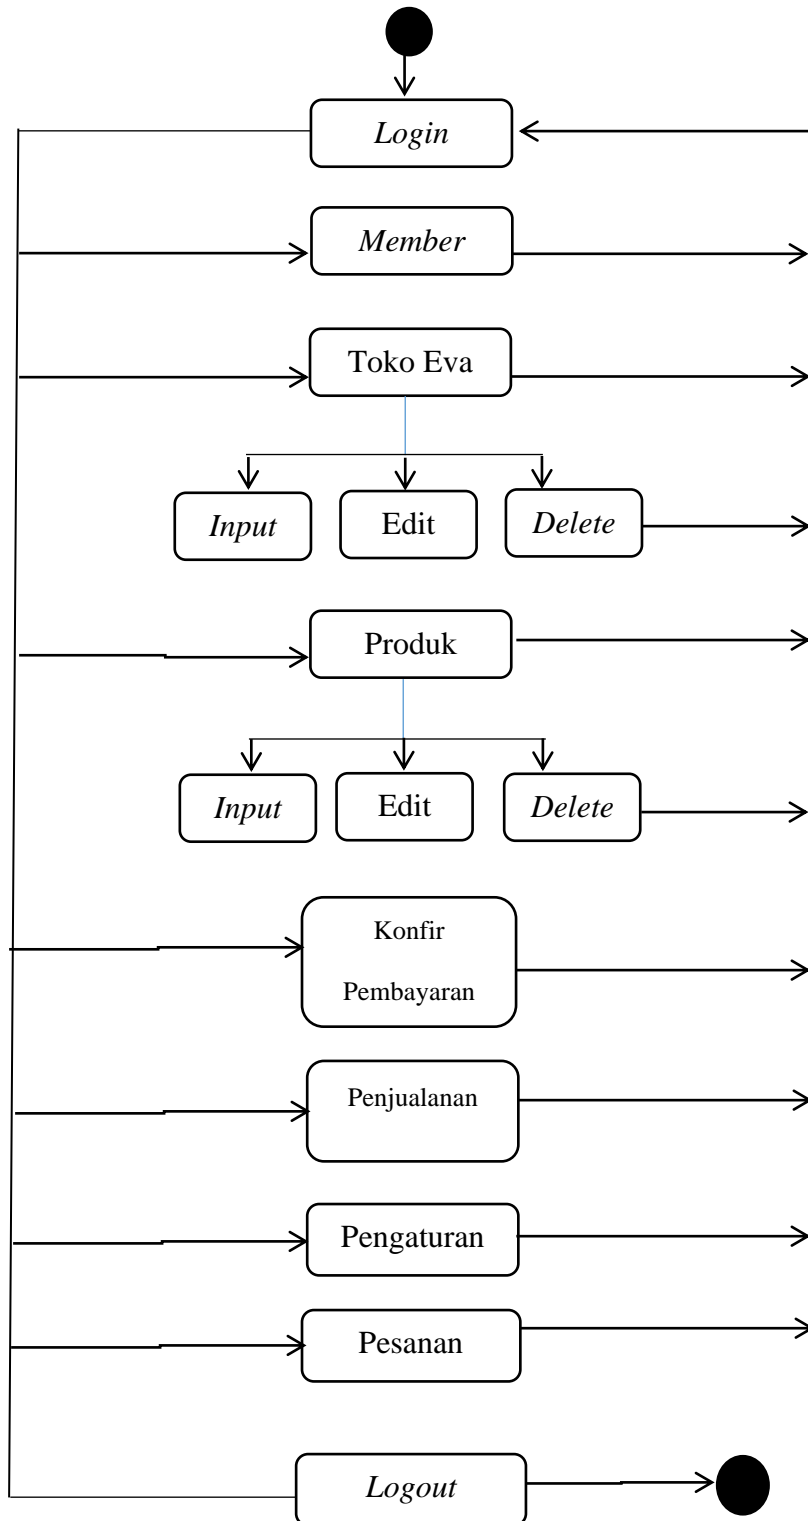 Login
Member
Toko Eva
Input
Edit
Delete
Produk
Input
Edit
Delete
Konfir
Pembayaran
Penjualanan
Pengaturan
Pesanan
Logout